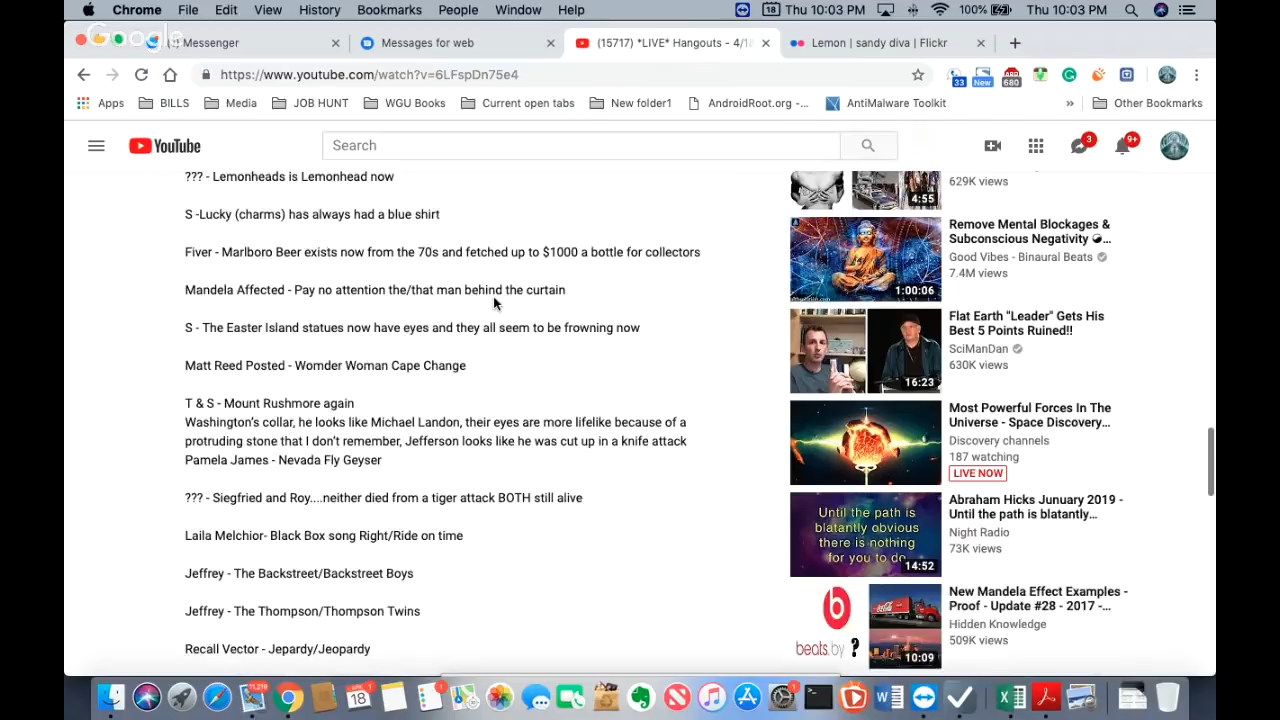 Chrome File Edit View History Bookmarks People Window Help 18 Thu 10:03 PM 100% Thu 10:03 PM
Google
Messenger Messages for web (15717) *LIVE* Hangouts - 4/18 Lemon | sandy diva | Flickr
https://www.youtube.com/watch?v=6LFspDn75e4 33 New 680
Apps BILLS Media JOB HUNT WGU Books Current open tabs New folder1 AndroidRoot.org -... AntiMalware Toolkit » Other Bookmarks
YouTube Search 3 9+
??? - Lemonheads is Lemonhead now
S -Lucky (charms) has always had a blue shirt
Fiver - Marlboro Beer exists now from the 70s and fetched up to $1000 a bottle for collectors
Mandela Affected - Pay no attention the/that man behind the curtain
S - The Easter Island statues now have eyes and they all seem to be frowning now
Matt Reed Posted - Womder Woman Cape Change
T & S - Mount Rushmore again
Washington's collar, he looks like Michael Landon, their eyes are more lifelike because of a
protruding stone that I don't remember, Jefferson looks like he was cut up in a knife attack
Pamela James - Nevada Fly Geyser
??? - Siegfried and Roy....neither died from a tiger attack BOTH still alive
Laila Melchior- Black Box song Right/Ride on time
Jeffrey - The Backstreet/Backstreet Boys
Jeffrey - The Thompson/Thompson Twins
Recall Vector - Jepardy/Jeopardy
4:55
629K views
1:00:06
Remove Mental Blockages &
Subconscious Negativity
Good Vibes - Binaural Beats
7.4M views
16:23
Flat Earth "Leader" Gets His
Best 5 Points Ruined!!
SciManDan
630K views
Most Powerful Forces In The
Universe - Space Discovery...
Discovery channels
187 watching
LIVE NOW
Until the path is
blatantly obvious
there is nothing
for you to do
14:52
Abraham Hicks Junuary 2019 -
Until the path is blatantly...
Night Radio
73K views
beats.by ?
Coca-Cola
10:09
New Mandela Effect Examples -
Proof - Update #28 - 2017 -...
Hidden Knowledge
509K views